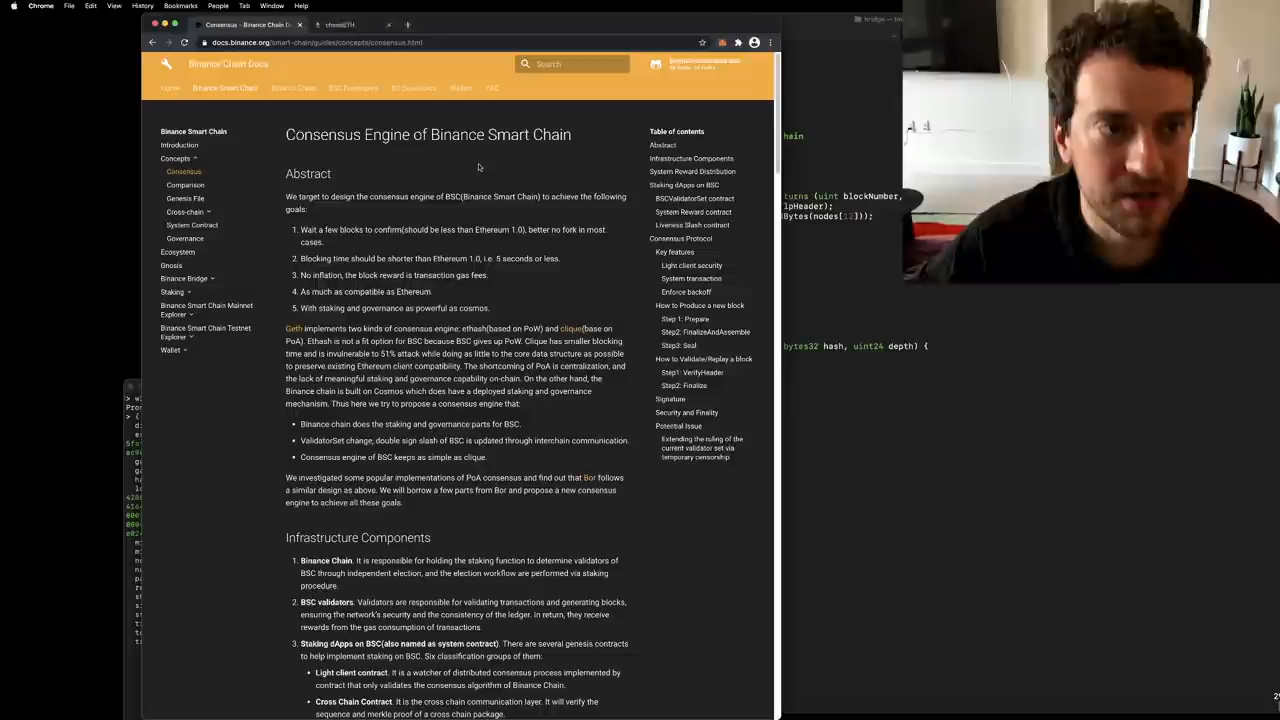 Chrome File Edit View History Bookmarks People Tab Window Help
Consensus - Binance Chain D
docs.binance.org/smart-chain/guides/concepts/consensus.html
bridge
Binance Chain Docs
Search
Home Binance Smart Chain Binance Chain BSC Developers BC Developers Wallets FAQ
Binance Smart Chain
Introduction
Concepts
Consensus
Comparison
Genesis File
Cross-chain
System Contract
Governance
Ecosystem
Gnosis
Binance Bridge
Staking
Binance Smart Chain Mainnet
Explorer
Binance Smart Chain Testnet
Explorer
Wallet
Consensus Engine of Binance Smart Chain
Abstract
We target to design the consensus engine of BSC(Binance Smart Chain) to achieve the following
goals:
1. Wait a few blocks to confirm(should be less than Ethereum 1.0), better no fork in most
cases.
2. Blocking time should be shorter than Ethereum 1.0, i.e. 5 seconds or less.
3. No inflation, the block reward is transaction gas fees.
4. As much as compatible as Ethereum.
5. With staking and governance as powerful as cosmos.
Geth implements two kinds of consensus engine: ethash(based on PoW) and clique(base on
PoA). Ethash is not a fit option for BSC because BSC gives up PoW. Clique has smaller blocking
time and is invulnerable to 51% attack while doing as little to the core data structure as possible
to preserve existing Ethereum client compatibility. The shortcoming of PoA is centralization, and
the lack of meaningful staking and governance capability on-chain. On the other hand, the
Binance chain is built on Cosmos which does have a deployed staking and governance
mechanism. Thus here we try to propose a consensus engine that:
• Binance chain does the staking and governance parts for BSC.
• ValidatorSet change, double sign slash of BSC is updated through interchain communication.
• Consensus engine of BSC keeps as simple as clique.
We investigated some popular implementations of PoA consensus and find out that Bor follows
a similar design as above. We will borrow a few parts from Bor and propose a new consensus
engine to achieve all these goals.
Infrastructure Components
1. Binance Chain. It is responsible for holding the staking function to determine validators of
BSC through independent election, and the election workflow are performed via staking
procedure.
2. BSC validators. Validators are responsible for validating transactions and generating blocks,
ensuring the network's security and the consistency of the ledger. In return, they receive
rewards from the gas consumption of transactions.
3. Staking dApps on BSC(also named as system contract). There are several genesis contracts
to help implement staking on BSC. Six classification groups of them:
• Light client contract. It is a watcher of distributed consensus process implemented by
contract that only validates the consensus algorithm of Binance Chain.
• Cross Chain Contract. It is the cross chain communication layer. It will verify the
sequence and merkle proof of a cross chain package.
Table of contents
Abstract
Infrastructure Components
System Reward Distribution
Staking dApps on BSC
BSCValidatorSet contract
System Reward contract
Liveness Slash contract
Consensus Protocol
Key features
Light client security
System transaction
Enforce backoff
How to Produce a new block
Step 1: Prepare
Step2: FinalizeAndAssemble
Step3: Seal
How to Validate/Replay a block
Step1: VerifyHeader
Step2: Finalize
Signature
Security and Finality
Potential Issue
Extending the ruling of the
current validator set via
temporary censorship
hain
turns (uint blockNumber,
lpHeader);
dBytes(nodes[12]));
bytes32 hash, uint24 depth) {